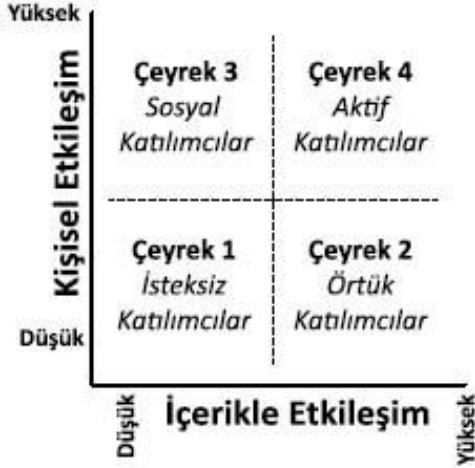 Yüksek
Kişisel Etkileşim
Düşük
Çeyrek 3
Sosyal
Katılımcılar
Çeyrek 4
Aktif
Katılımcılar
Çeyrek 1
İsteksiz
Katılımcılar
Çeyrek 2
Örtük
Katılımcılar
Düşük
İçerikle Etkileşim
Yüksek